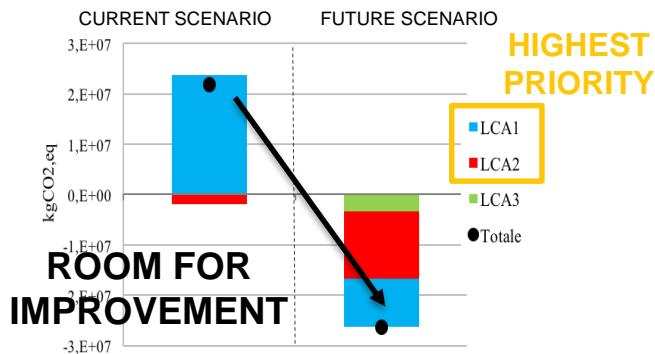 CURRENT SCENARIO
FUTURE SCENARIO
HIGHEST
PRIORITY
3,E+07
2,E+07
1,E+07
0,E+00
-1,E+07
-2,E+07
-3,E+07
kgCO2,eq
LCA1
LCA2
LCA3
Totale
ROOM FOR
IMPROVEMENT